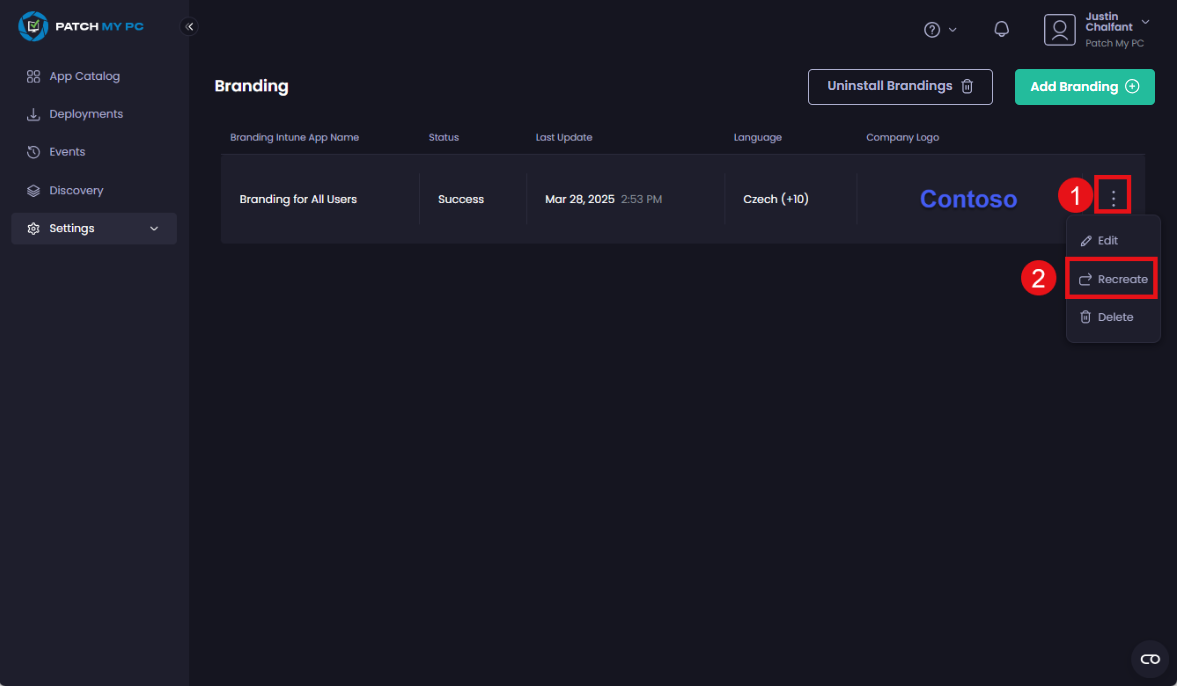 PATCH MY PC
Justin
Chalfant
Patch My PC
App Catalog
Deployments
Events
Discovery
Settings
Branding
Uninstall Brandings
Add Branding
Branding Intune App Name Status Last Update Language Company Logo
Branding for All Users Success Mar 28, 2025 2:53 PM Czech (+10) Contoso
1
Edit
2
Recreate
Delete